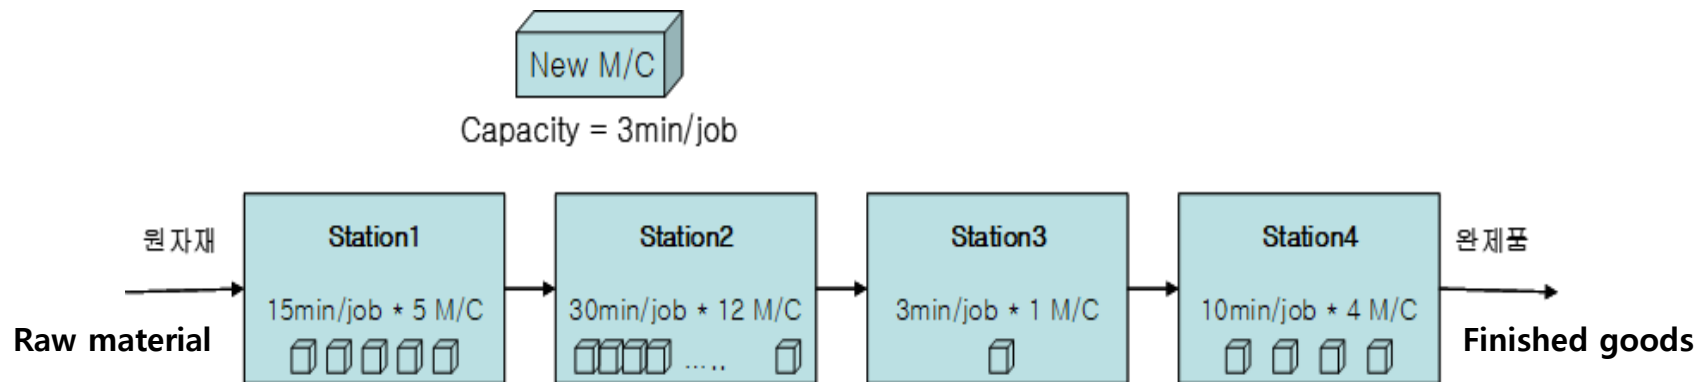 New M/C
Capacity = 3min/job
원자재
Raw material
Station1
15min/job * 5 M/C
Station2
30min/job * 12 M/C
.....
Station3
3min/job * 1 M/C
Station4
10min/job * 4 M/C
완제품
Finished goods